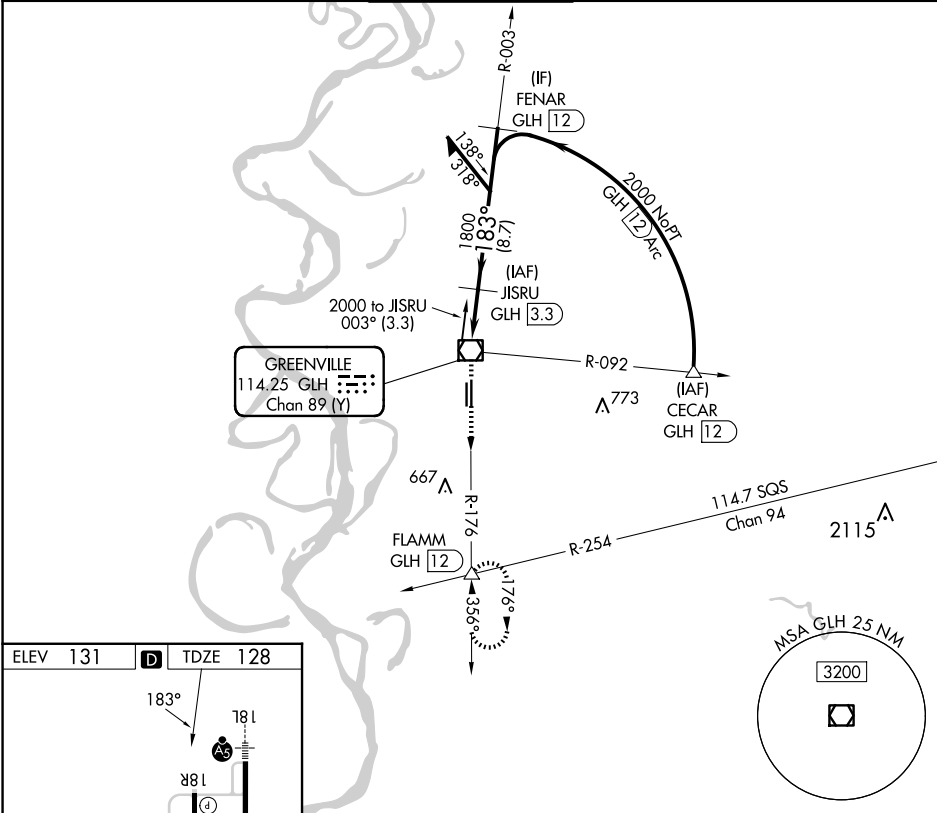 R-003
(IF)
FENAR
GLH 12
138°
318°
2000 NoPT
GLH 12 Arc
1800
183°
(8.7)
(IAF)
JISRU
GLH 3.3
2000 to JISRU
003° (3.3)
GREENVILLE
114.25 GLH
Chan 89 (Y)
R-092
(IAF)
CECAR
GLH 12
773
667
R-176
114.7 SQS
Chan 94
2115
R-254
FLAMM
GLH 12
356°
176°
MSA GLH 25 NM
3200
ELEV 131
D
TDZE 128
183°
18L
A5
18R
P